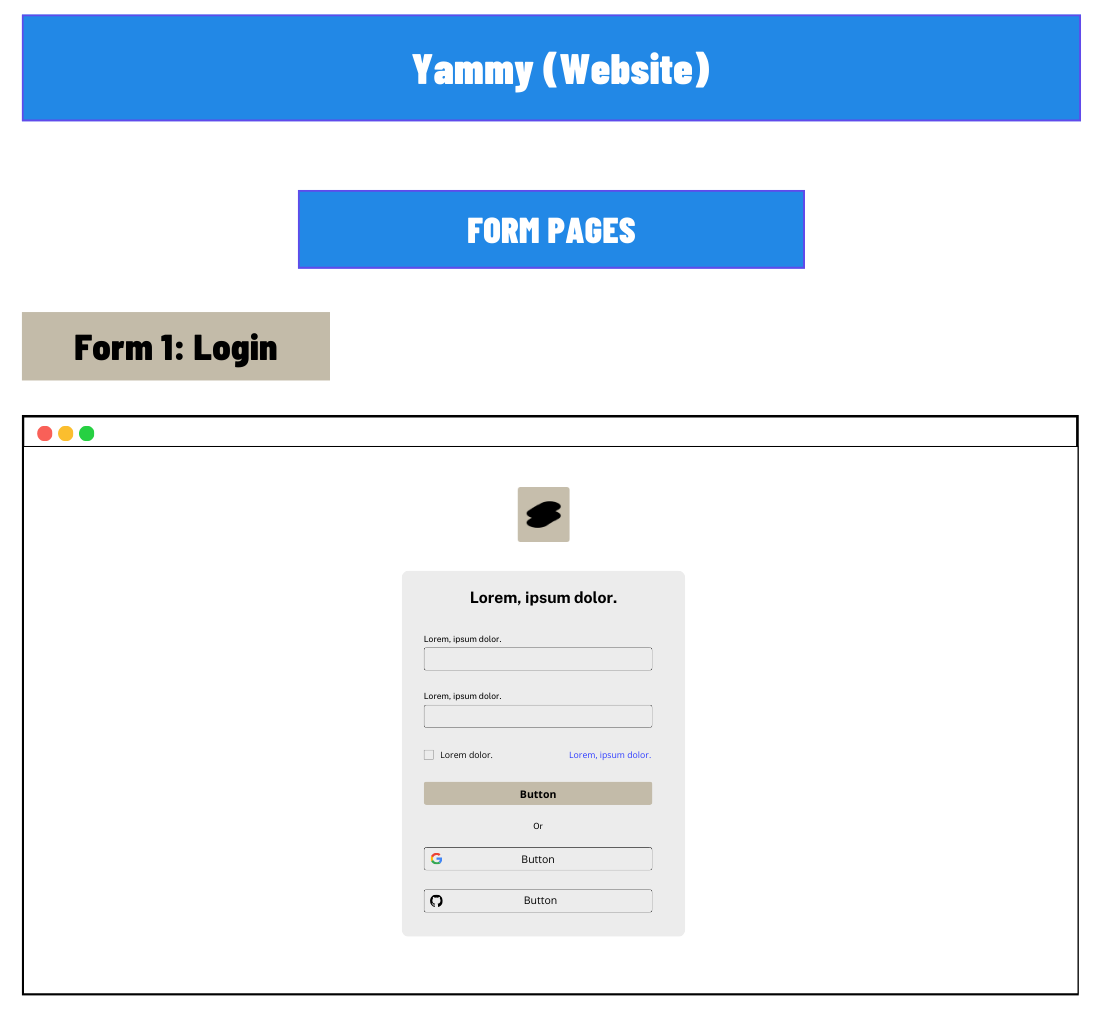 Yammy (Website)
FORM PAGES
Form 1: Login
Lorem, ipsum dolor.
Lorem, ipsum dolor.
Lorem, ipsum dolor.
Lorem dolor.
Lorem, ipsum dolor.
Button
Or
Button
Button